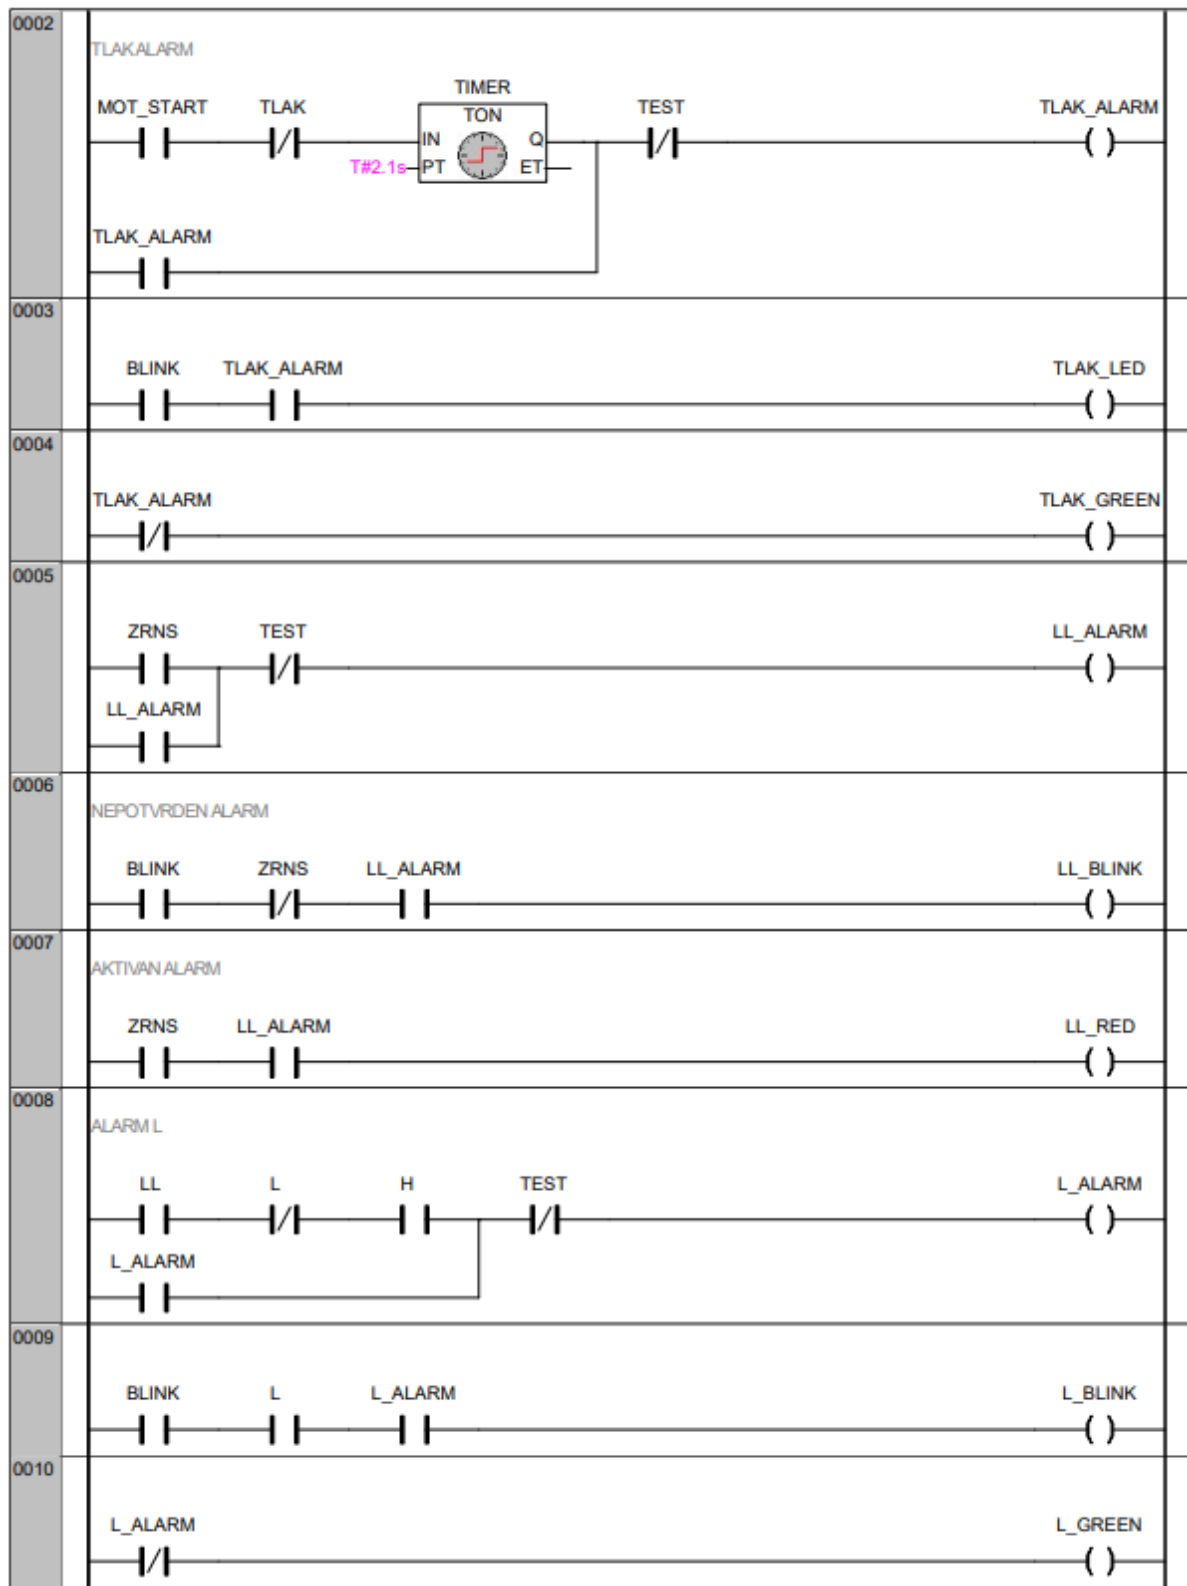 0002
TLAK ALARM
TIMER
MOT_START TLAK TON TEST TLAK_ALARM
IN Q
T#2.1s PT ET
TLAK_ALARM
0003
BLINK TLAK_ALARM TLAK_LED
0004
TLAK_ALARM TLAK_GREEN
0005
ZRNS TEST LL_ALARM
LL_ALARM
0006
NEPOTVRDEN ALARM
BLINK ZRNS LL_ALARM LL_BLINK
0007
AKTIVAN ALARM
ZRNS LL_ALARM LL_RED
0008
ALARM L
LL L H TEST L_ALARM
L_ALARM
0009
BLINK L L_ALARM L_BLINK
0010
L_ALARM L_GREEN